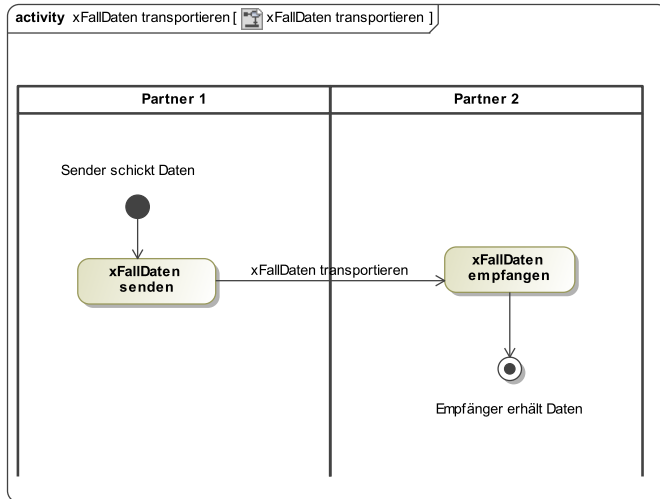 activity xFallDaten transportieren [ xFallDaten transportieren ]
Partner 1
Partner 2
Sender schickt Daten
xFallDaten
senden
xFallDaten transportieren
xFallDaten
empfangen
Empfänger erhält Daten